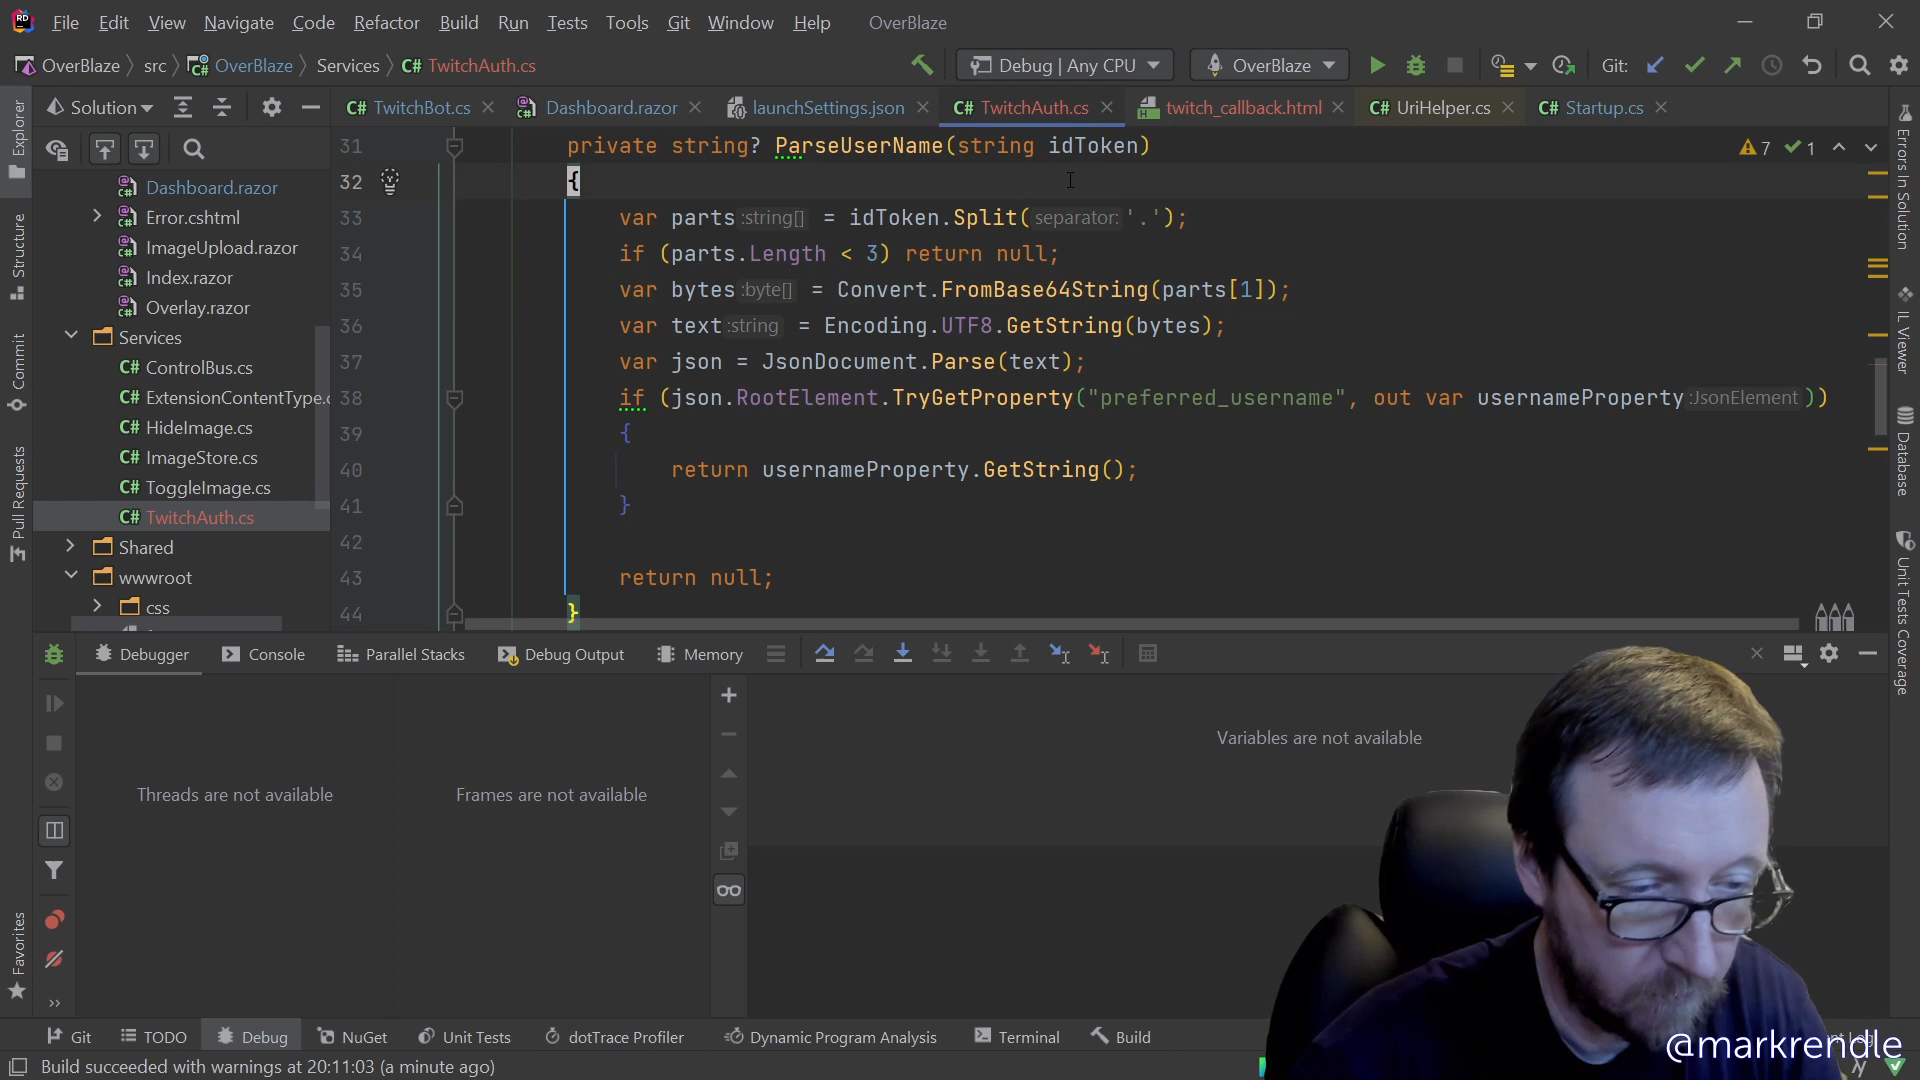 File Edit View Navigate Code Refactor Build Run Tests Tools Git Window Help OverBlaze
OverBlaze src OverBlaze Services C# TwitchAuth.cs Debug | Any CPU OverBlaze Git:
Solution C# TwitchBot.cs Dashboard.razor launchSettings.json C# TwitchAuth.cs twitch_callback.html C# UriHelper.cs C# Startup.cs
Explorer
Structure
Commit
Pull Requests
Favorites
Dashboard.razor
Error.cshtml
ImageUpload.razor
Index.razor
Overlay.razor
Services
C# ControlBus.cs
C# ExtensionContentType.c
C# HideImage.cs
C# ImageStore.cs
C# ToggleImage.cs
C# TwitchAuth.cs
Shared
wwwroot
css
7 1
31 private string? ParseUserName(string idToken)
32 {
33 var parts :string[] = idToken.Split( separator: '.');
34 if (parts.Length < 3) return null;
35 var bytes :byte[] = Convert.FromBase64String(parts[1]);
36 var text :string = Encoding.UTF8.GetString(bytes);
37 var json = JsonDocument.Parse(text);
38 if (json.RootElement.TryGetProperty("preferred_username", out var usernameProperty :JsonElement ))
39 {
40 return usernameProperty.GetString();
41 }
42
43 return null;
44 }
Errors In Solution
IL Viewer
Database
Unit Tests Coverage
Debugger Console Parallel Stacks Debug Output Memory
Threads are not available
Frames are not available
Variables are not available
Git TODO Debug NuGet Unit Tests dotTrace Profiler Dynamic Program Analysis Terminal Build
Build succeeded with warnings at 20:11:03 (a minute ago)
@markrendle